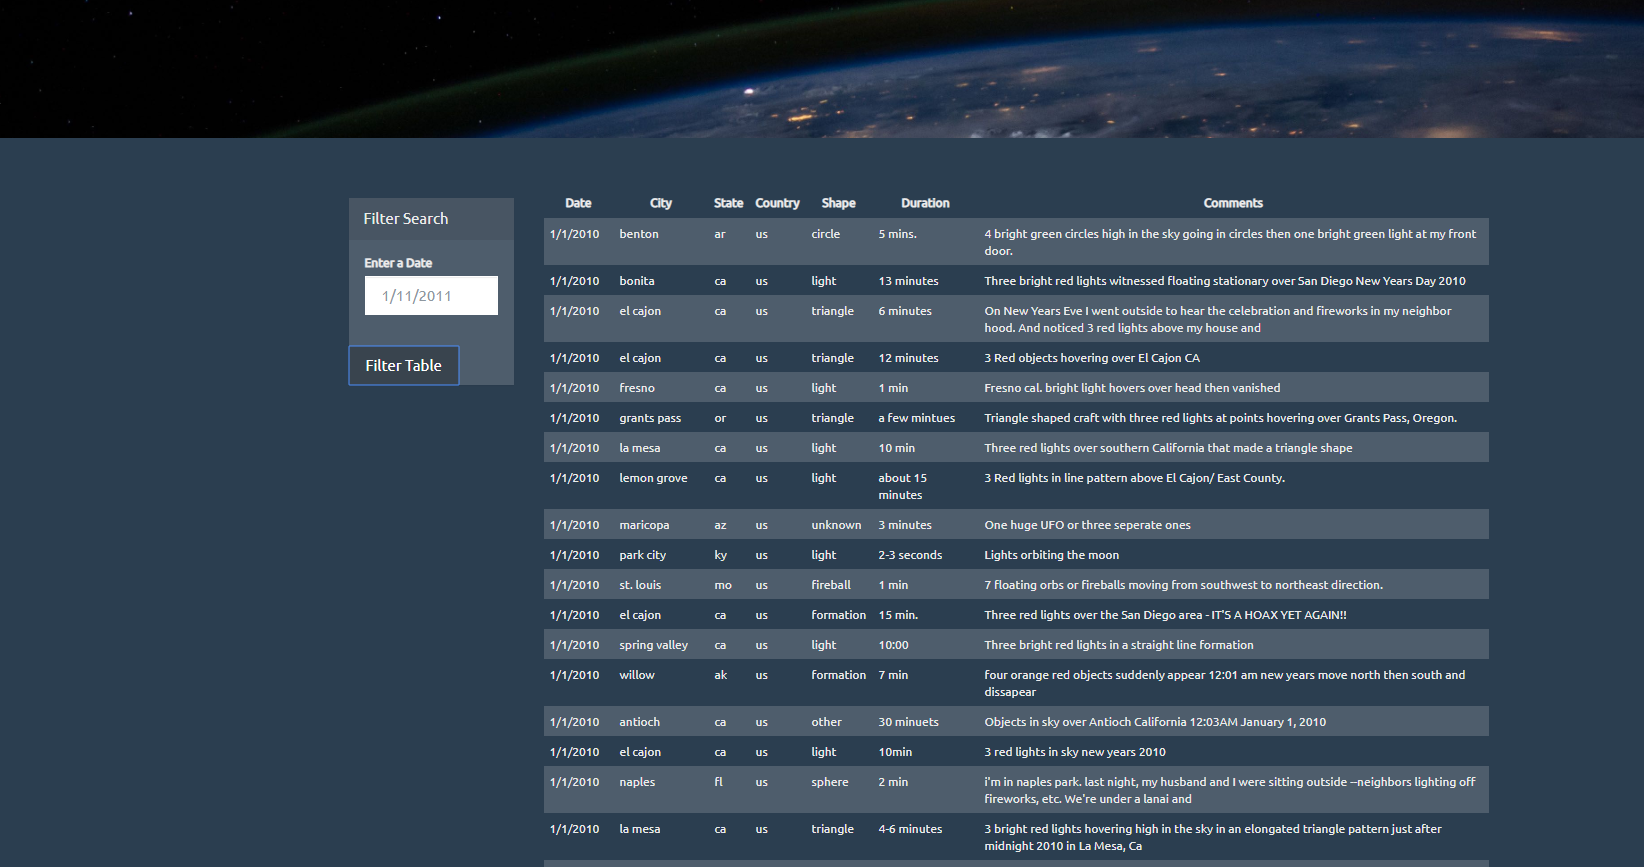 Filter Search
Enter a Date
1/11/2011
Filter Table
Date City State Country Shape Duration Comments
1/1/2010 benton ar us circle 5 mins. 4 bright green circles high in the sky going in circles then one bright green light at my front
door.
1/1/2010 bonita ca us light 13 minutes Three bright red lights witnessed floating stationary over San Diego New Years Day 2010
1/1/2010 el cajon ca us triangle 6 minutes On New Years Eve I went outside to hear the celebration and fireworks in my neighbor
hood. And noticed 3 red lights above my house and
1/1/2010 el cajon ca us triangle 12 minutes 3 Red objects hovering over El Cajon CA
1/1/2010 fresno ca us light 1 min Fresno cal. bright light hovers over head then vanished
1/1/2010 grants pass or us triangle a few mintues Triangle shaped craft with three red lights at points hovering over Grants Pass, Oregon.
1/1/2010 la mesa ca us light 10 min Three red lights over southern California that made a triangle shape
1/1/2010 lemon grove ca us light about 15 3 Red lights in line pattern above El Cajon/ East County.
minutes
1/1/2010 maricopa az us unknown 3 minutes One huge UFO or three seperate ones
1/1/2010 park city ky us light 2-3 seconds Lights orbiting the moon
1/1/2010 st. louis mo us fireball 1 min 7 floating orbs or fireballs moving from southwest to northeast direction.
1/1/2010 el cajon ca us formation 15 min. Three red lights over the San Diego area - IT'S A HOAX YET AGAIN!!
1/1/2010 spring valley ca us light 10:00 Three bright red lights in a straight line formation
1/1/2010 willow ak us formation 7 min four orange red objects suddenly appear 12:01 am new years move north then south and
dissapear
1/1/2010 antioch ca us other 30 minuets Objects in sky over Antioch California 12:03AM January 1, 2010
1/1/2010 el cajon ca us light 10min 3 red lights in sky new years 2010
1/1/2010 naples fl us sphere 2 min i'm in naples park. last night, my husband and I were sitting outside --neighbors lighting off
fireworks, etc. We're under a lanai and
1/1/2010 la mesa ca us triangle 4-6 minutes 3 bright red lights hovering high in the sky in an elongated triangle pattern just after
midnight 2010 in La Mesa, Ca